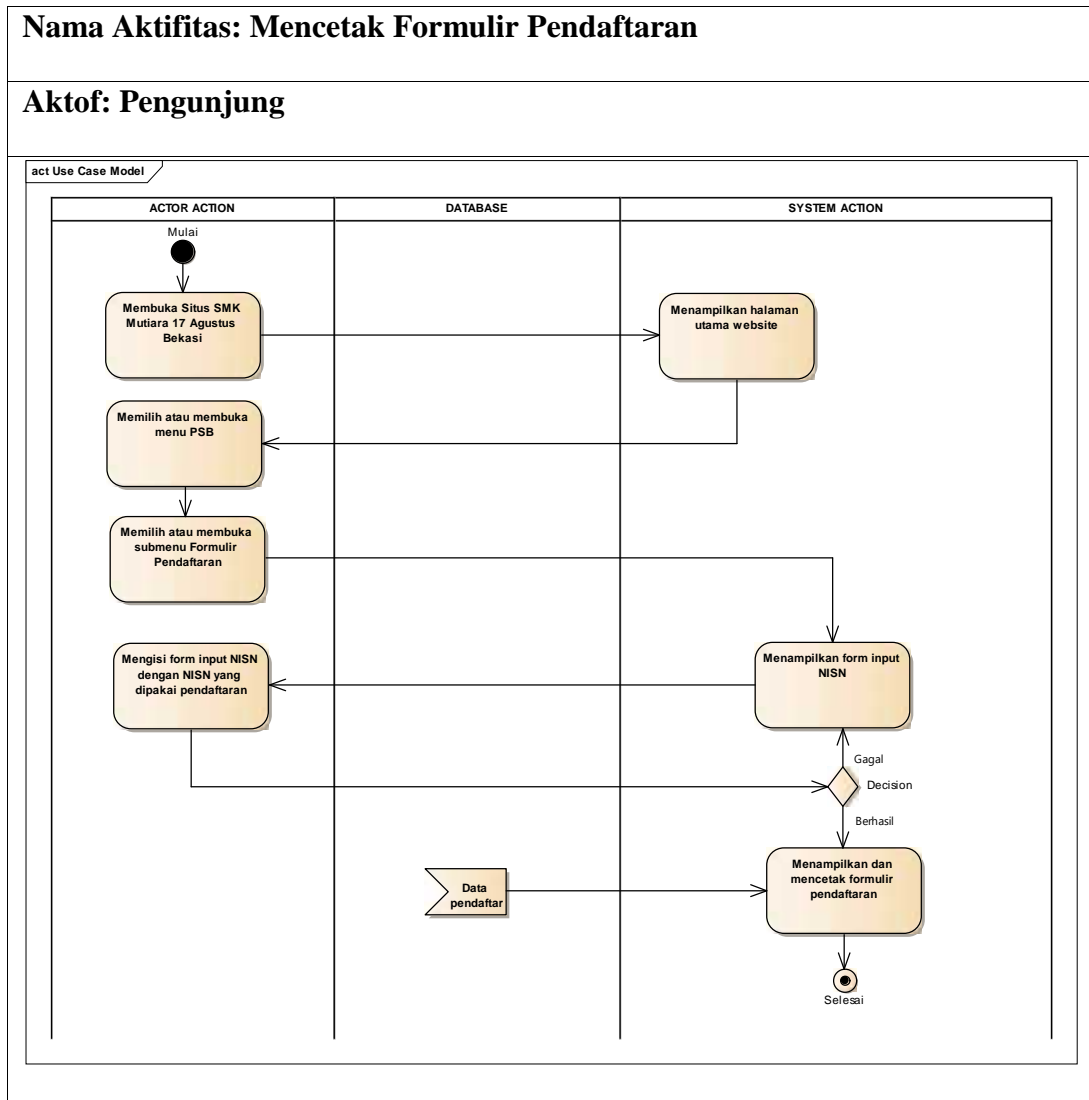 Nama Aktifitas: Mencetak Formulir Pendaftaran
Aktof: Pengunjung
act Use Case Model
ACTOR ACTION
DATABASE
SYSTEM ACTION
Mulai
Membuka Situs SMK
Mutiara 17 Agustus
Bekasi
Menampilkan halaman
utama website
Memilih atau membuka
menu PSB
Memilih atau membuka
submenu Formulir
Pendaftaran
Mengisi form input NISN
dengan NISN yang
dipakai pendaftaran
Menampilkan form input
NISN
Gagal
Decision
Berhasil
Data
pendaftar
Menampilkan dan
mencetak formulir
pendaftaran
Selesai